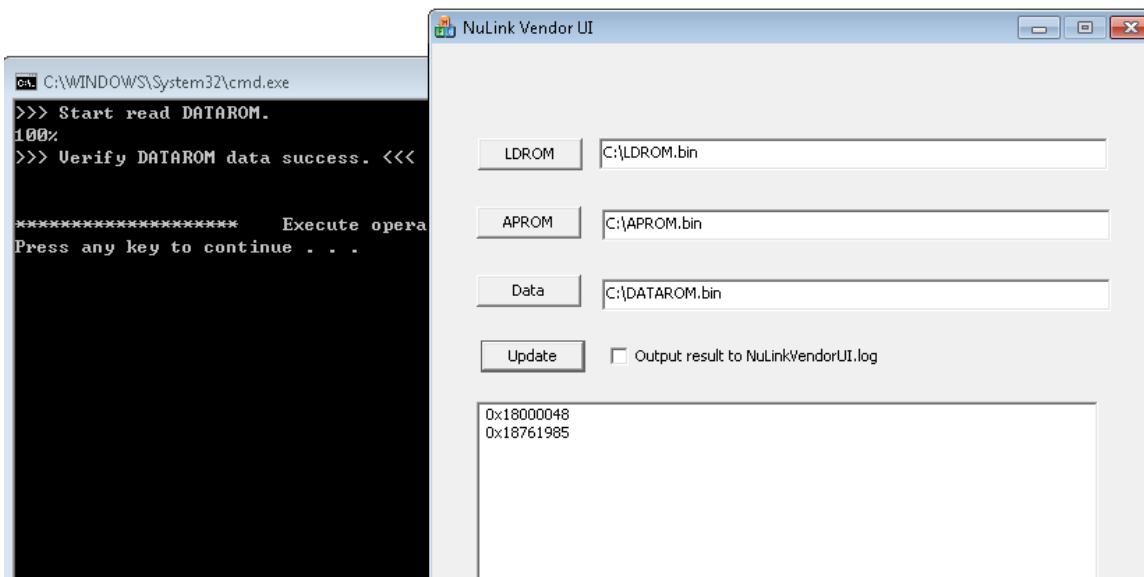 C:\WINDOWS\System32\cmd.exe
>>> Start read DATAROM.
100%
>>> Verify DATAROM data success. <<<
******************** Execute opera
Press any key to continue . . .
NuLink Vendor UI
LDROM C:\LDROM.bin
APROM C:\APROM.bin
Data C:\DATAROM.bin
Update Output result to NuLinkVendorUI.log
0x18000048
0x18761985